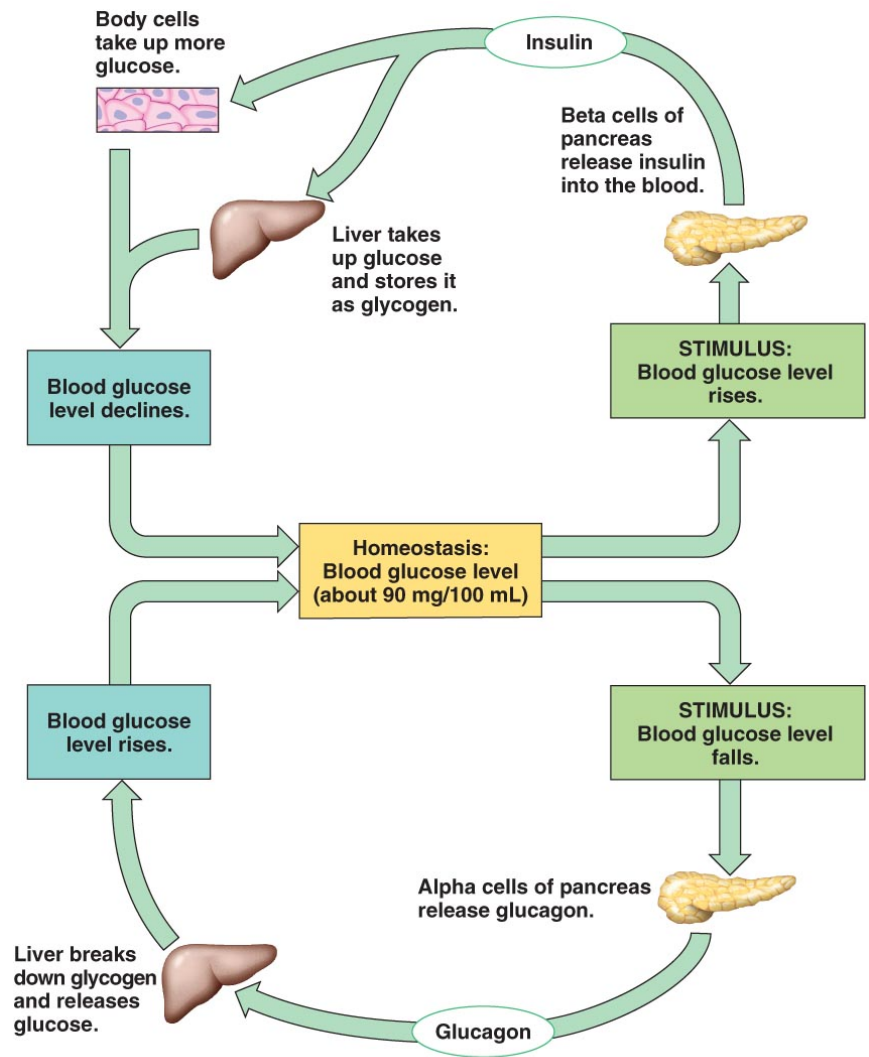 Body cells
take up more
glucose.
Insulin
Beta cells of
pancreas
release insulin
into the blood.
Liver takes
up glucose
and stores it
as glycogen.
STIMULUS:
Blood glucose level
rises.
Blood glucose
level declines.
Homeostasis:
Blood glucose level
(about 90 mg/100 mL)
Blood glucose
level rises.
STIMULUS:
Blood glucose level
falls.
Alpha cells of pancreas
release glucagon.
Liver breaks
down glycogen
and releases
glucose.
Glucagon